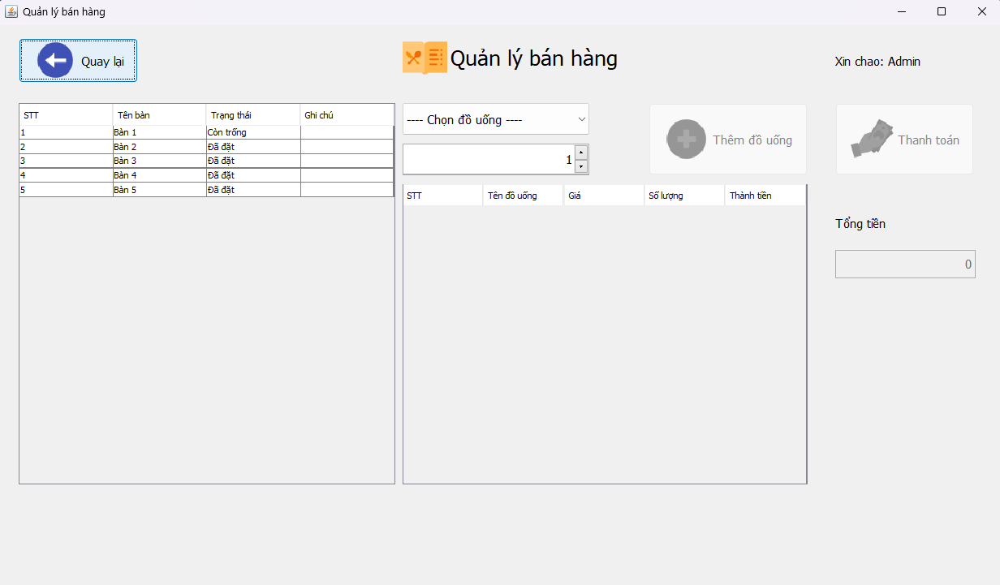 Quản lý bán hàng
Quay lại
Quản lý bán hàng
Xin chao: Admin
STT Tên bàn Trạng thái Ghi chú
1 Bàn 1 Còn trống
2 Bàn 2 Đã đặt
3 Bàn 3 Đã đặt
4 Bàn 4 Đã đặt
5 Bàn 5 Đã đặt
---- Chọn đồ uống ----
1
Thêm đồ uống
Thanh toán
STT Tên đồ uống Giá Số lượng Thành tiền
Tổng tiền
0